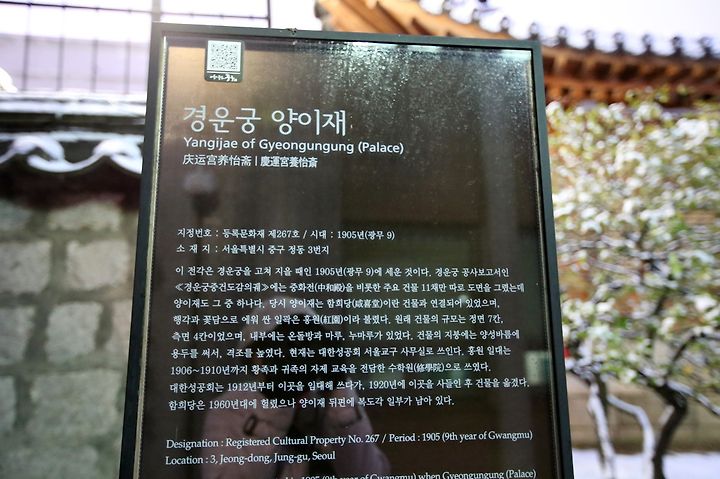 경운궁 양이재
Yangijae of Gyeongungung (Palace)
庆运宫养怡斋 | 慶運宮養怡齋
지정번호 : 등록문화재 제267호 / 시대 : 1905년(광무 9)
소 재 지 : 서울특별시 중구 정동 3번지
이 전각은 경운궁을 고쳐 지을 때인 1905년(광무 9)에 세운 것이다. 경운궁 공사보고서인
≪경운궁중건도감의궤≫에는 중화전(中和殿)을 비롯한 주요 건물 11채만 따로 도면을 그렸는데
양이재도 그 중 하나다. 당시 양이재는 함희당(咸喜堂)이란 건물과 연결되어 있었으며,
행각과 꽃담으로 에워 싼 일곽은 홍원(紅園)이라 불렸다. 원래 건물의 규모는 정면 7칸,
측면 4칸이었으며, 내부에는 온돌방과 마루, 누마루가 있었다. 건물의 지붕에는 양성바름에
용두를 써서, 격조를 높였다. 현재는 대한성공회 서울교구 사무실로 쓰인다. 홍원 일대는
1906~1910년까지 황족과 귀족의 자제 교육을 전담한 수학원(修學院)으로 쓰였다.
대한성공회는 1912년부터 이곳을 임대해 쓰다가, 1920년에 이곳을 사들인 후 건물을 옮겼다.
함희당은 1960년대에 헐렸으나 양이재 뒤편에 복도각 일부가 남아 있다.
Designation : Registered Cultural Property No. 267 / Period : 1905 (9th year of Gwangmu)
Location : 3, Jeong-dong, Jung-gu, Seoul
1905 (9th year of Gwangmu) when Gyeongungung (Palace)